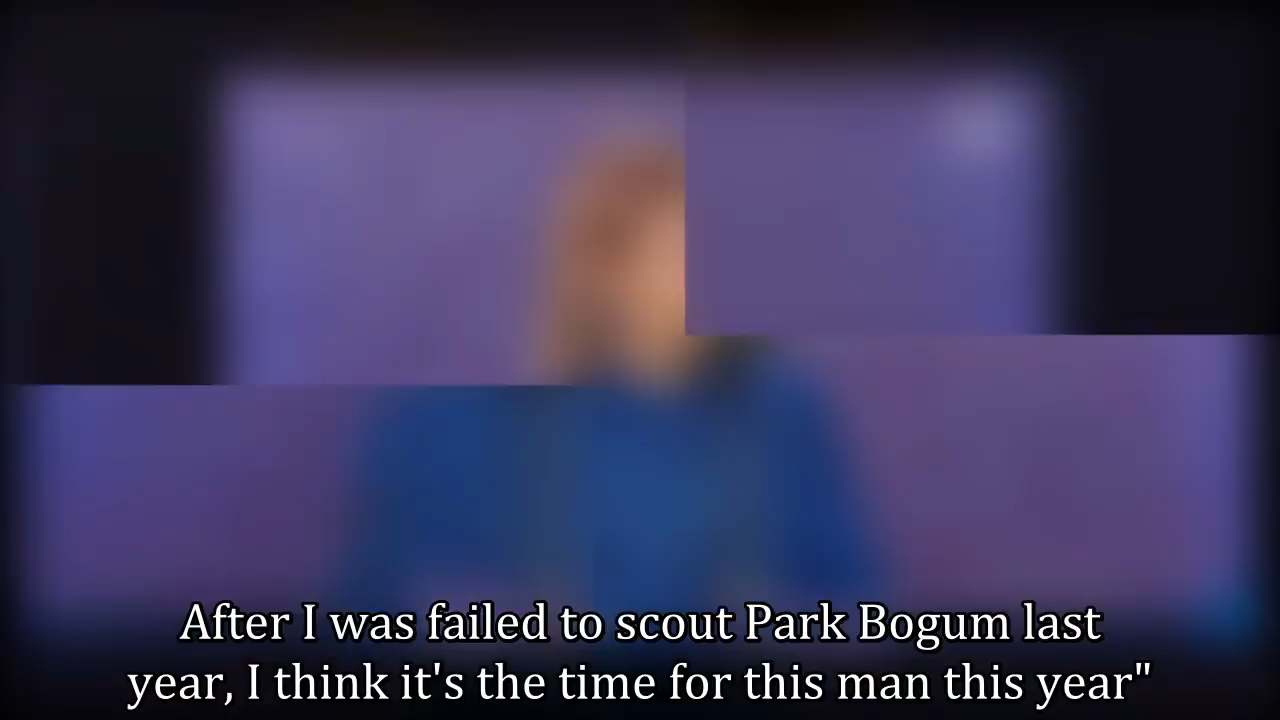 After I was failed to scout Park Bogum last
year, I think it's the time for this man this year"